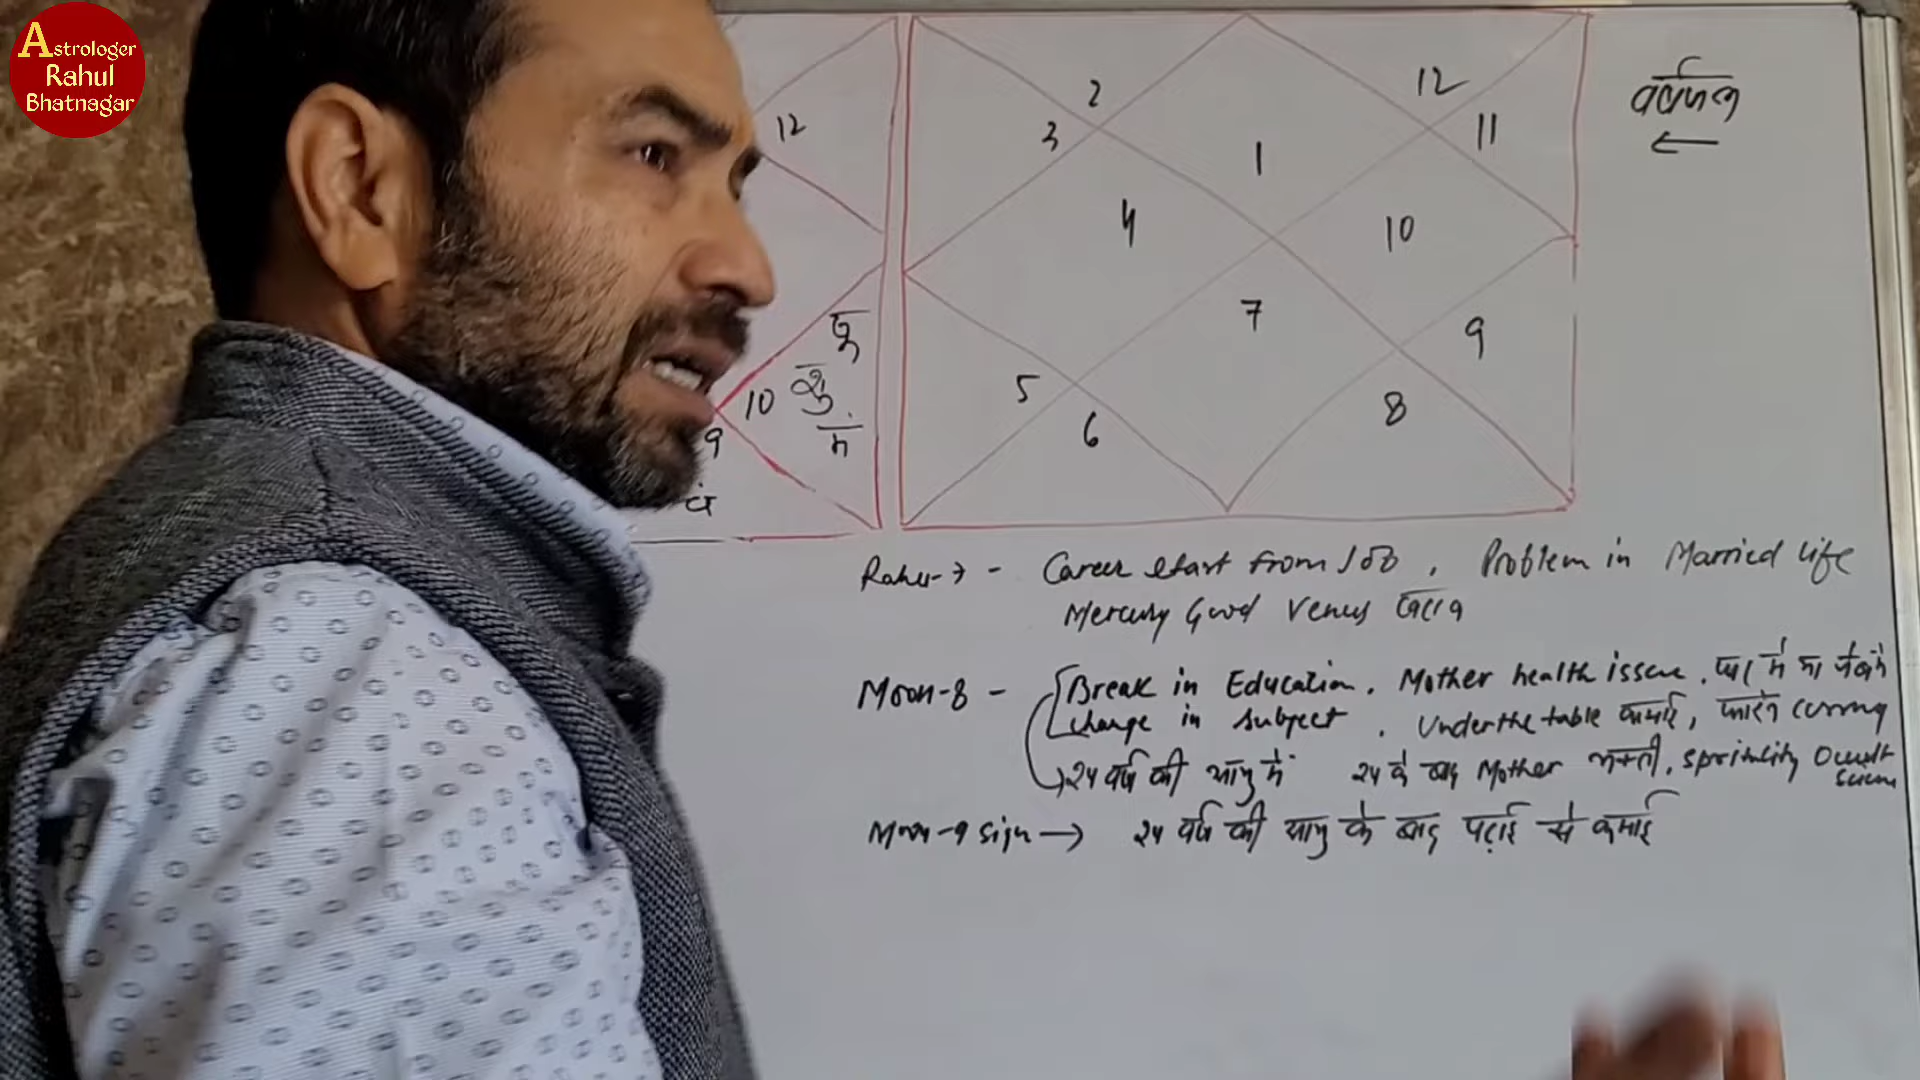 Astrologer
Rahul
Bhatnagar
12
10 शु
9
चं
2
3
1
12
11
4
10
7
9
5
6
8
Rahu-7 - Career start from Job, Problem in Married life
Mercury Good Venus खराब
Moon-8 - Break in Education. Mother health issue.
change in subject. Under the table कमाई,
24 वर्ष की आयु में 24 के बाद Mother भक्ती, spritulity Occult
Moon-9 sign → 24 वर्ष की आयु के बाद पढ़ाई से कमाई